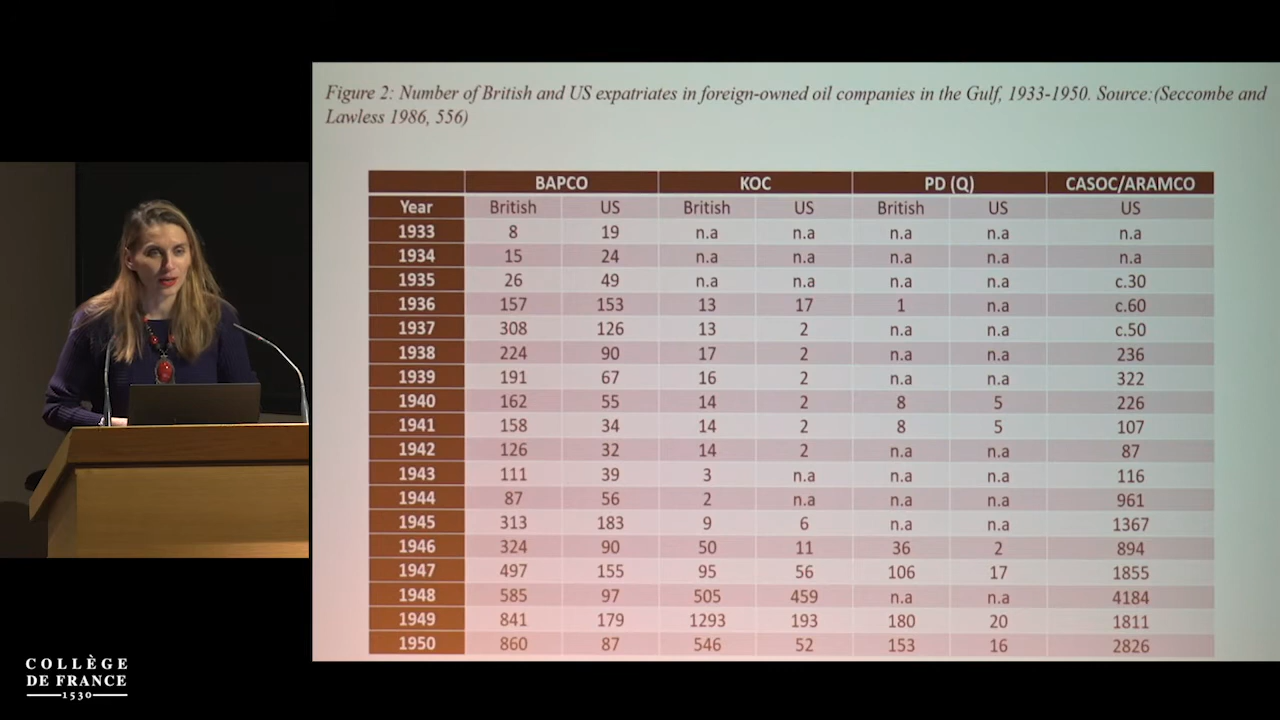 Figure 2: Number of British and US expatriates in foreign-owned oil companies in the Gulf, 1933-1950. Source:(Seccombe and
Lawless 1986, 556)
BAPCO KOC PD (Q) CASOC/ARAMCO
Year British US British US British US US
1933 8 19 n.a n.a n.a n.a n.a
1934 15 24 n.a n.a n.a n.a n.a
1935 26 49 n.a n.a n.a n.a c.30
1936 157 153 13 17 1 n.a c.60
1937 308 126 13 2 n.a n.a c.50
1938 224 90 17 2 n.a n.a 236
1939 191 67 16 2 n.a n.a 322
1940 162 55 14 2 8 5 226
1941 158 34 14 2 8 5 107
1942 126 32 14 2 n.a n.a 87
1943 111 39 3 n.a n.a n.a 116
1944 87 56 2 n.a n.a n.a 961
1945 313 183 9 6 n.a n.a 1367
1946 324 90 50 11 36 2 894
1947 497 155 95 56 106 17 1855
1948 585 97 505 459 n.a n.a 4184
1949 841 179 1293 193 180 20 1811
1950 860 87 546 52 153 16 2826
COLLÈGE
DE FRANCE
1530